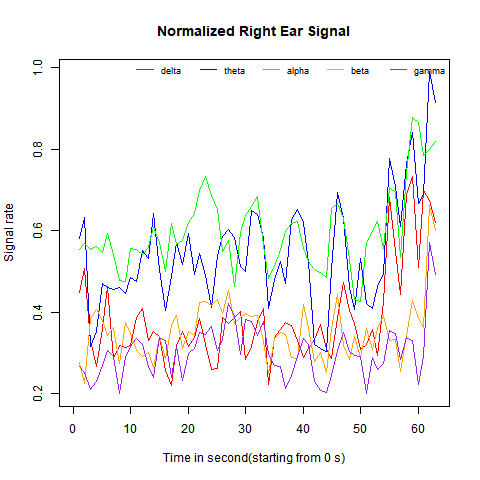 Normalized Right Ear Signal
delta theta alpha beta gamma
1.0
0.8
0.6
0.4
0.2
Signal rate
0 10 20 30 40 50 60
Time in second(starting from 0 s)